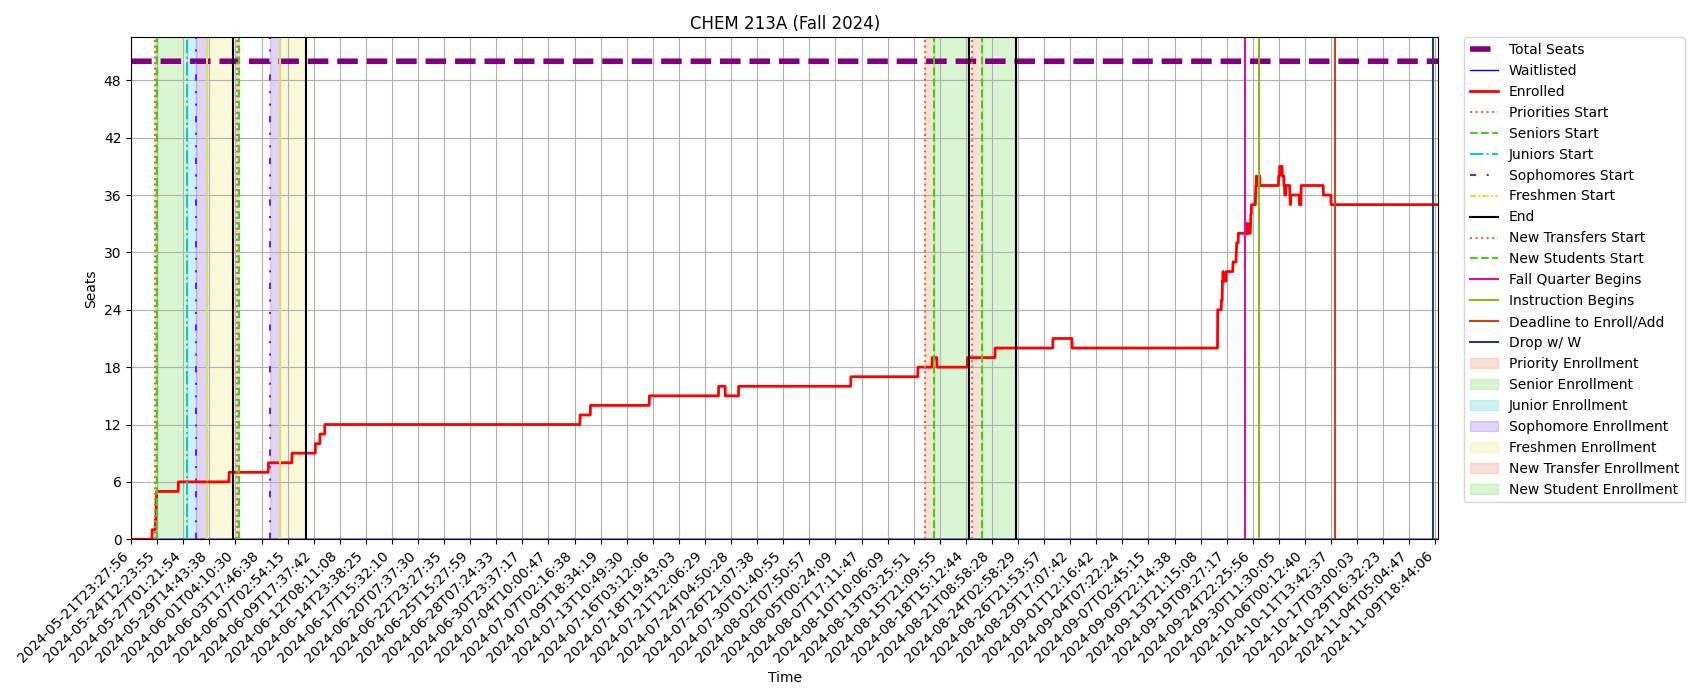 CHEM 213A (Fall 2024)
Seats
48
42
36
30
24
18
12
6
0
2024-05-21T23:27:56
2024-05-24T12:23:55
2024-05-27T01:21:54
2024-05-29T14:43:38
2024-06-01T04:10:30
2024-06-03T17:46:38
2024-06-07T02:54:15
2024-06-09T17:37:42
2024-06-12T08:11:08
2024-06-14T23:38:25
2024-06-17T15:32:10
2024-06-20T07:37:30
2024-06-22T23:27:35
2024-06-25T15:27:59
2024-06-28T07:24:33
2024-06-30T23:37:17
2024-07-04T10:00:47
2024-07-07T02:16:38
2024-07-09T18:34:19
2024-07-13T10:49:30
2024-07-16T03:12:06
2024-07-18T19:43:03
2024-07-21T12:06:29
2024-07-24T04:50:28
2024-07-26T21:07:38
2024-07-30T01:40:55
2024-08-02T07:50:57
2024-08-05T00:24:09
2024-08-07T17:11:47
2024-08-10T10:06:09
2024-08-13T03:25:51
2024-08-15T21:09:55
2024-08-18T15:12:44
2024-08-21T08:58:28
2024-08-24T02:58:29
2024-08-26T21:53:57
2024-08-29T17:07:42
2024-09-01T12:16:42
2024-09-04T07:22:24
2024-09-07T02:45:15
2024-09-09T22:14:38
2024-09-13T21:15:08
2024-09-19T09:27:17
2024-09-24T22:25:56
2024-09-30T11:30:05
2024-10-06T00:12:40
2024-10-11T13:42:37
2024-10-17T03:00:03
2024-10-29T16:32:23
2024-11-04T05:04:47
2024-11-09T18:44:06
Time
Total Seats
Waitlisted
Enrolled
Priorities Start
Seniors Start
Juniors Start
Sophomores Start
Freshmen Start
End
New Transfers Start
New Students Start
Fall Quarter Begins
Instruction Begins
Deadline to Enroll/Add
Drop w/ W
Priority Enrollment
Senior Enrollment
Junior Enrollment
Sophomore Enrollment
Freshmen Enrollment
New Transfer Enrollment
New Student Enrollment